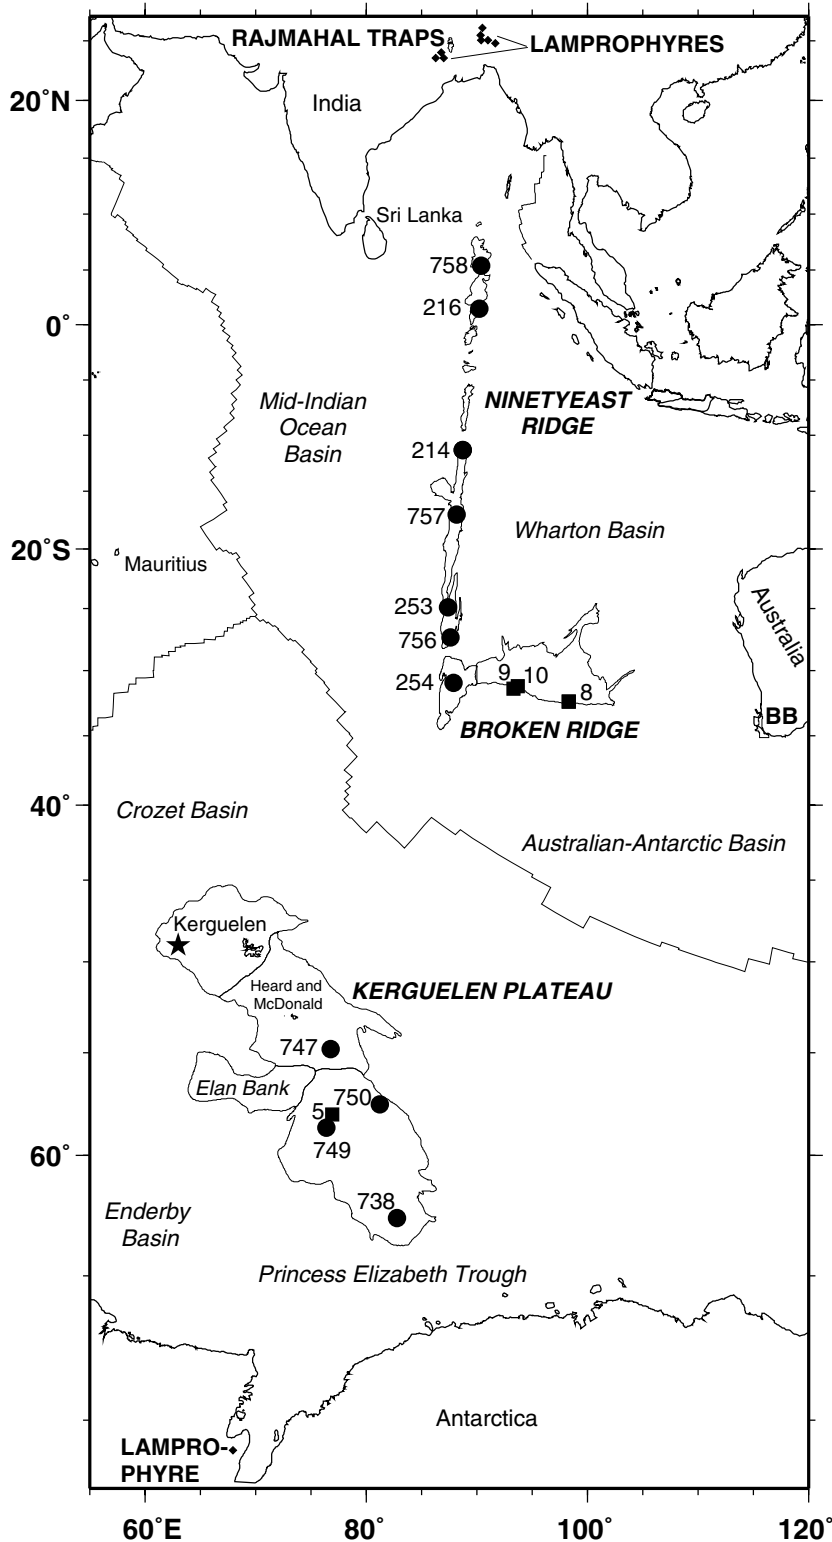 RAJMAHAL TRAPS
LAMPROPHYRES
20˚N
India
Sri Lanka
758
216
0˚
Mid-Indian
Ocean
Basin
NINETYEAST
RIDGE
214
757
Wharton Basin
20˚S
Mauritius
Australia
253
756
254
9
10
8
BB
BROKEN RIDGE
40˚
Crozet Basin
Australian-Antarctic Basin
Kerguelen
Heard and
McDonald
KERGUELEN PLATEAU
747
Elan Bank
750
5
749
60˚
738
Enderby
Basin
Princess Elizabeth Trough
Antarctica
LAMPRO-
PHYRE
60˚E
80˚
100˚
120˚